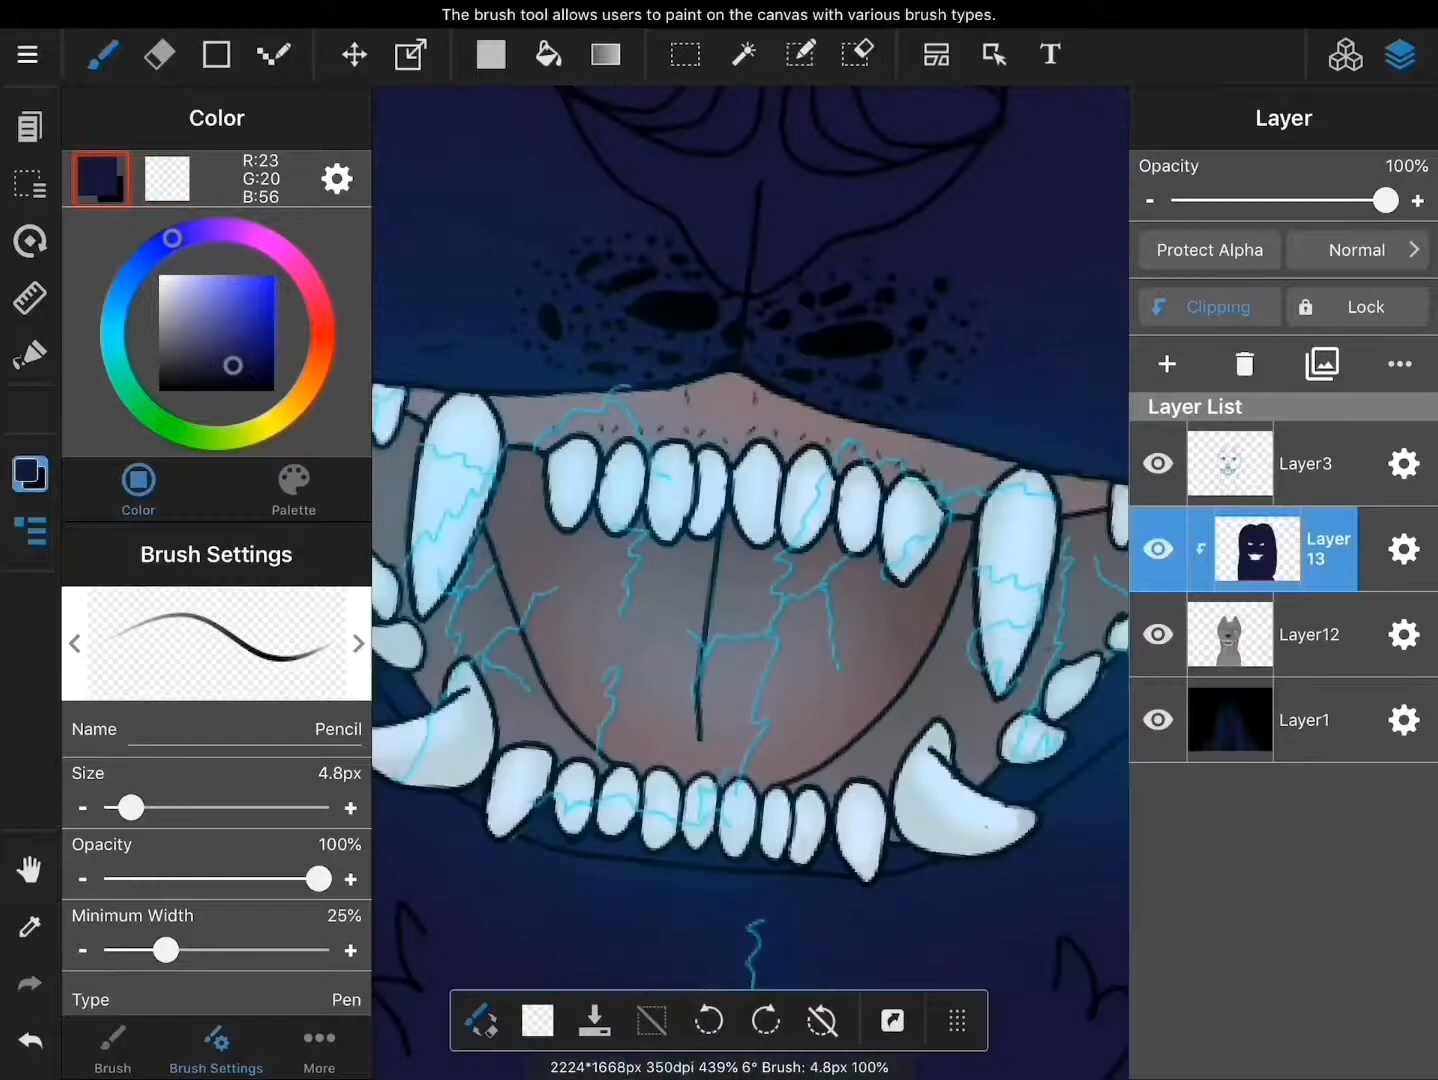 The brush tool allows users to paint on the canvas with various brush types.
T
Color
R:23
G:20
B:56
Color
Palette
Brush Settings
Name Pencil
Size 4.8px
- +
Opacity 100%
- +
Minimum Width 25%
- +
Type Pen
Brush
Brush Settings
More
2224*1668px 350dpi 439% 6° Brush: 4.8px 100%
Layer
Opacity 100%
- +
Protect Alpha Normal
Clipping Lock
Layer List
Layer3
Layer
13
Layer12
Layer1